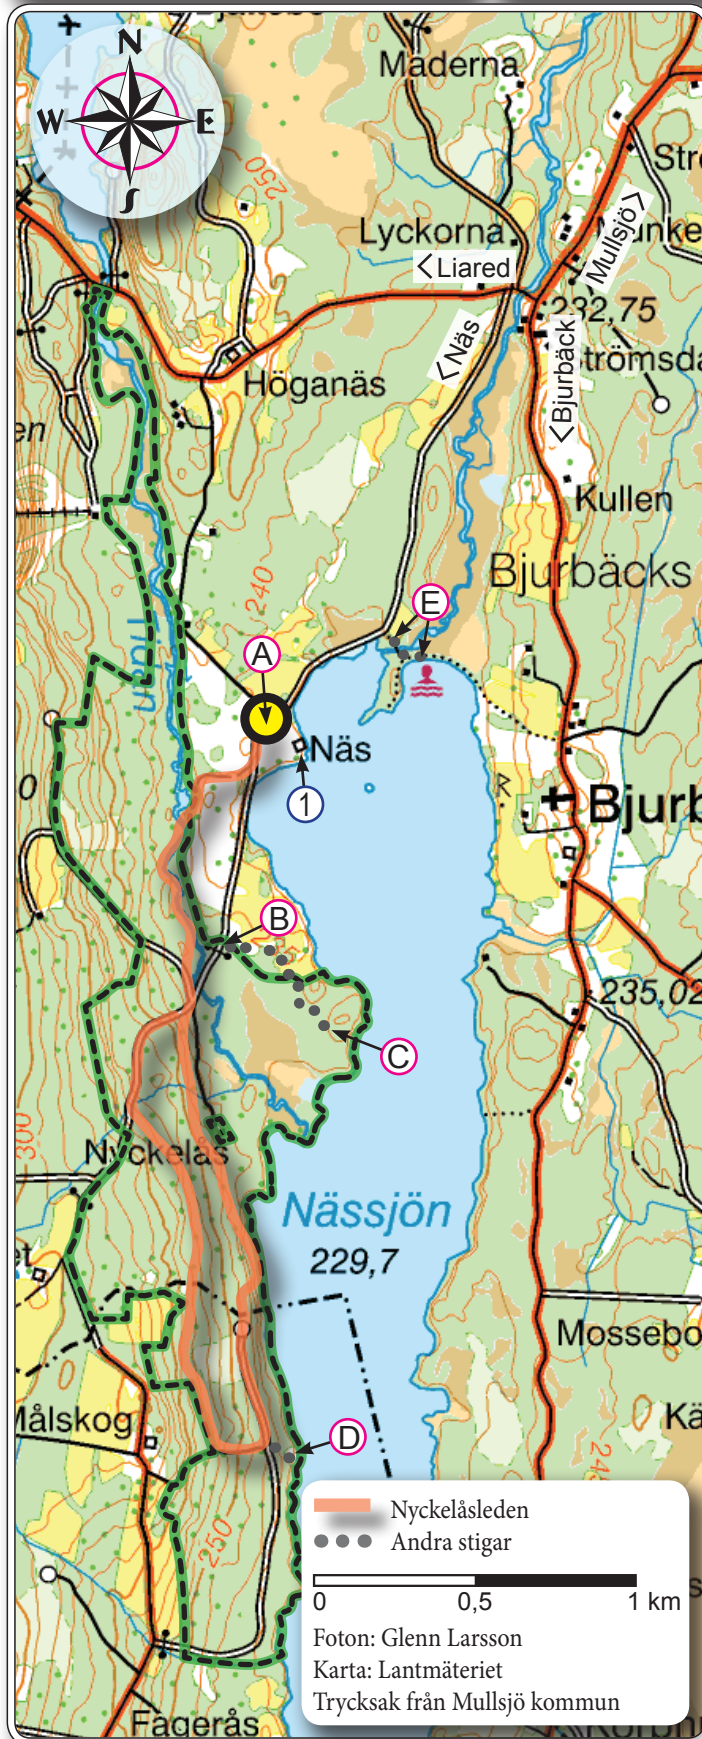 N
W
E
S
250
Maderna
Lyckorna
<Liared
Mullsjö>
232,75
<Näs
<Bjurbäck
Höganäs
Kullen
Bjurbäcks
240
E
A
Tidan
Näs
1
R
Bjurb
B
235,02
C
300
Nyckelås
Nässjön
229,7
Mossebo
Målskog
Kä
D
250
Nyckelåsleden
Andra stigar
0
0,5
1 km
Foton: Glenn Larsson
Karta: Lantmäteriet
Trycksak från Mullsjö kommun
Fagerås